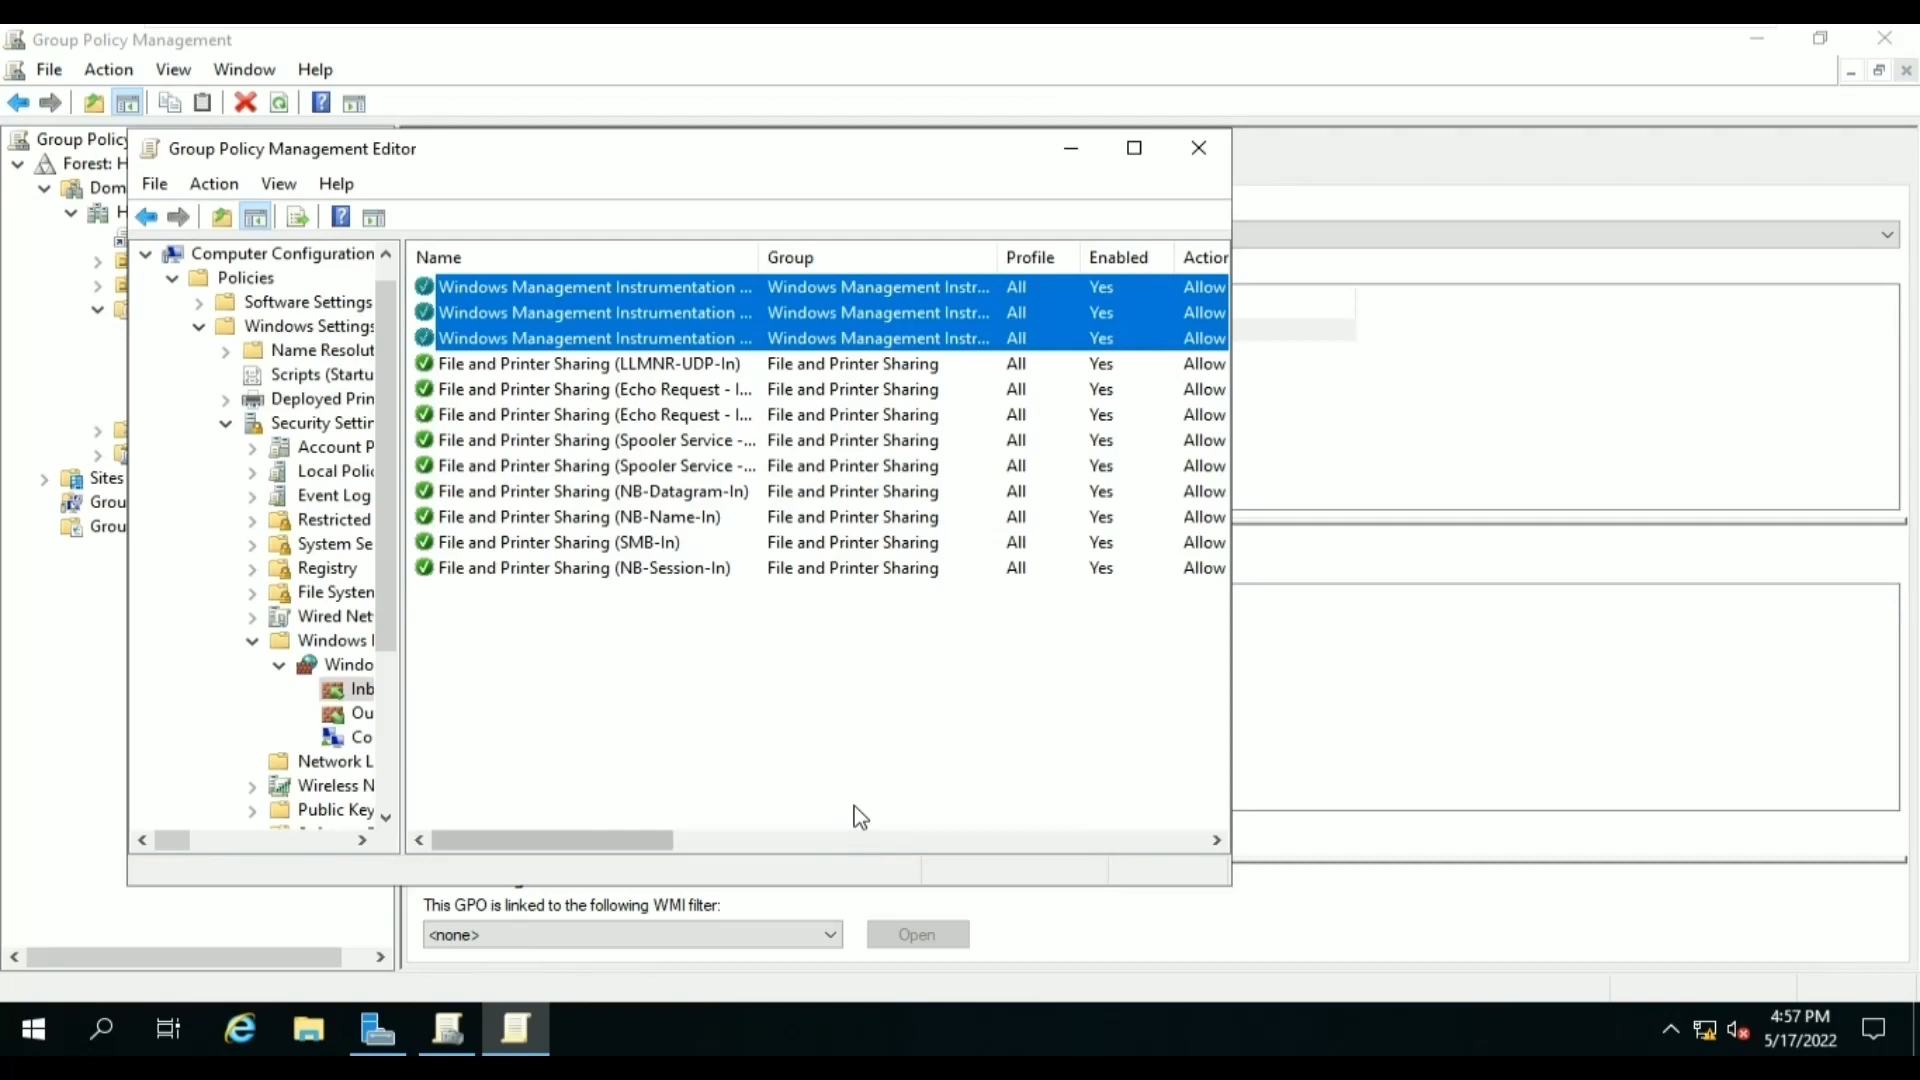 Group Policy Management
File Action View Window Help
Group Policy
Forest: H
Dom
H
Sites
Grou
Grou
Group Policy Management Editor
File Action View Help
Computer Configuration
Policies
Software Settings
Windows Settings
Name Resolut
Scripts (Startu
Deployed Prin
Security Settin
Account P
Local Polic
Event Log
Restricted
System Se
Registry
File System
Wired Net
Windows
Windo
Inb
Ou
Co
Network L
Wireless N
Public Key
Name Group Profile Enabled Action
Windows Management Instrumentation ... Windows Management Instr... All Yes Allow
Windows Management Instrumentation ... Windows Management Instr... All Yes Allow
Windows Management Instrumentation ... Windows Management Instr... All Yes Allow
File and Printer Sharing (LLMNR-UDP-In) File and Printer Sharing All Yes Allow
File and Printer Sharing (Echo Request - I... File and Printer Sharing All Yes Allow
File and Printer Sharing (Echo Request - I... File and Printer Sharing All Yes Allow
File and Printer Sharing (Spooler Service -... File and Printer Sharing All Yes Allow
File and Printer Sharing (Spooler Service -... File and Printer Sharing All Yes Allow
File and Printer Sharing (NB-Datagram-In) File and Printer Sharing All Yes Allow
File and Printer Sharing (NB-Name-In) File and Printer Sharing All Yes Allow
File and Printer Sharing (SMB-In) File and Printer Sharing All Yes Allow
File and Printer Sharing (NB-Session-In) File and Printer Sharing All Yes Allow
This GPO is linked to the following WMI filter:
<none> Open
4:57 PM
5/17/2022